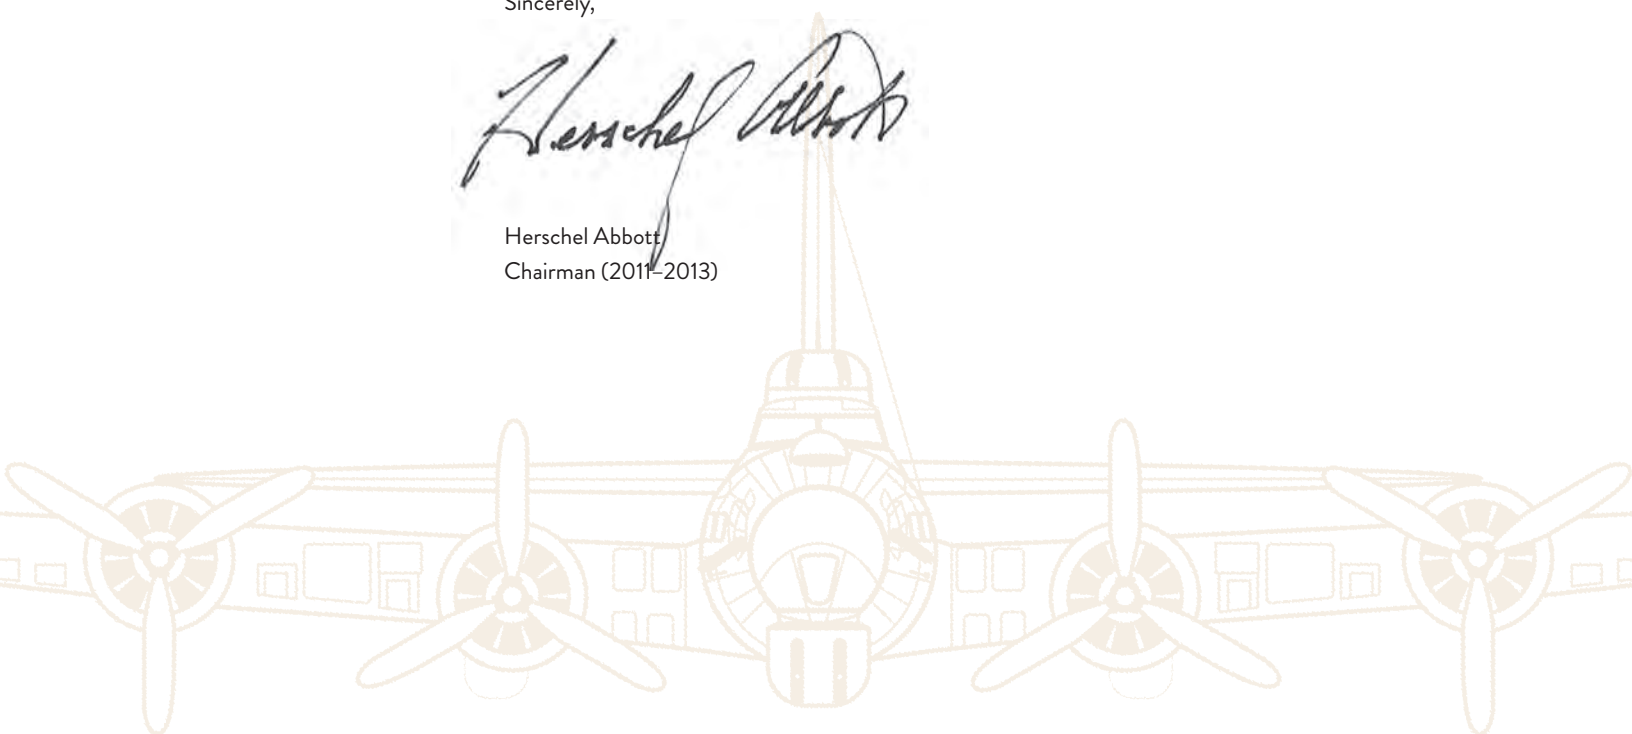 Sincerely,
Herschel Abbott
Herschel Abbott
Chairman (2011–2013)